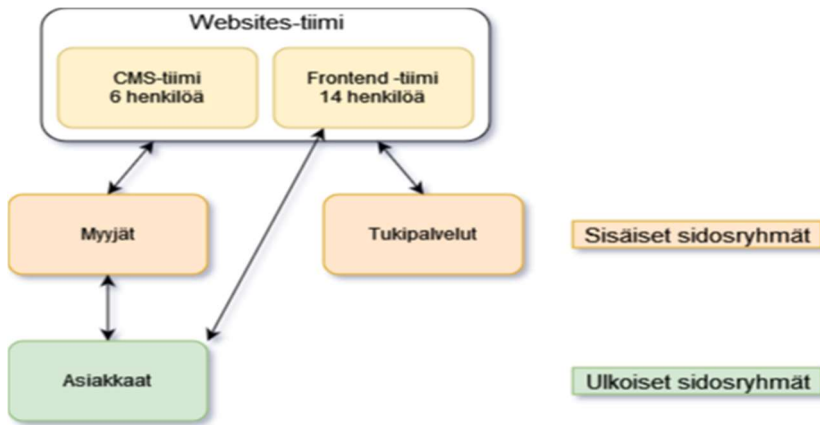 Websites-tiimi
CMS-tiimi
6 henkilöä
Frontend -tiimi
14 henkilöä
Myyjät
Tukipalvelut
Sisäiset sidosryhmät
Asiakkaat
Ulkoiset sidosryhmät